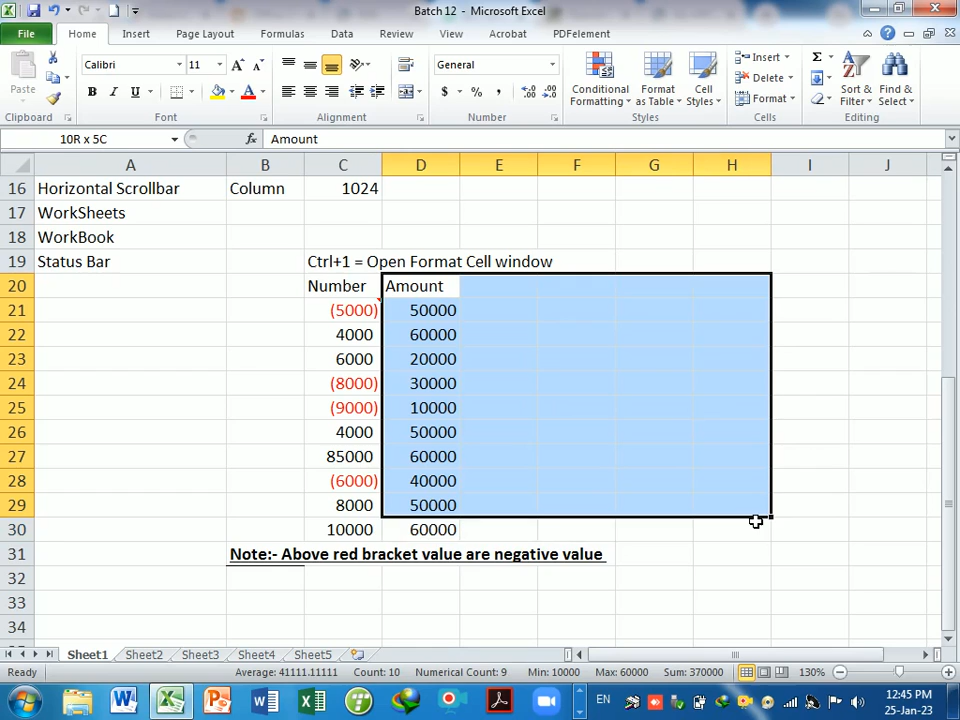 Batch 12 - Microsoft Excel
File Home Insert Page Layout Formulas Data Review View Acrobat PDFelement
Paste Calibri 11 A A General Insert Σ
B I U A $ % , Conditional Formatting Format as Table Cell Styles Delete Format Sort & Filter Find & Select
Clipboard Font Alignment Number Styles Cells Editing
10R x 5C fx Amount
A B C D E F G H I J
16 Horizontal Scrollbar Column 1024
17 WorkSheets
18 WorkBook
19 Status Bar Ctrl+1 = Open Format Cell window
20 Number Amount
21 (5000) 50000
22 4000 60000
23 6000 20000
24 (8000) 30000
25 (9000) 10000
26 4000 50000
27 85000 60000
28 (6000) 40000
29 8000 50000
30 10000 60000
31 Note:- Above red bracket value are negative value
32
33
34
Sheet1 Sheet2 Sheet3 Sheet4 Sheet5
Ready Average: 41111.11111 Count: 10 Numerical Count: 9 Min: 10000 Max: 60000 Sum: 370000 130%
EN 12:45 PM
25-Jan-23